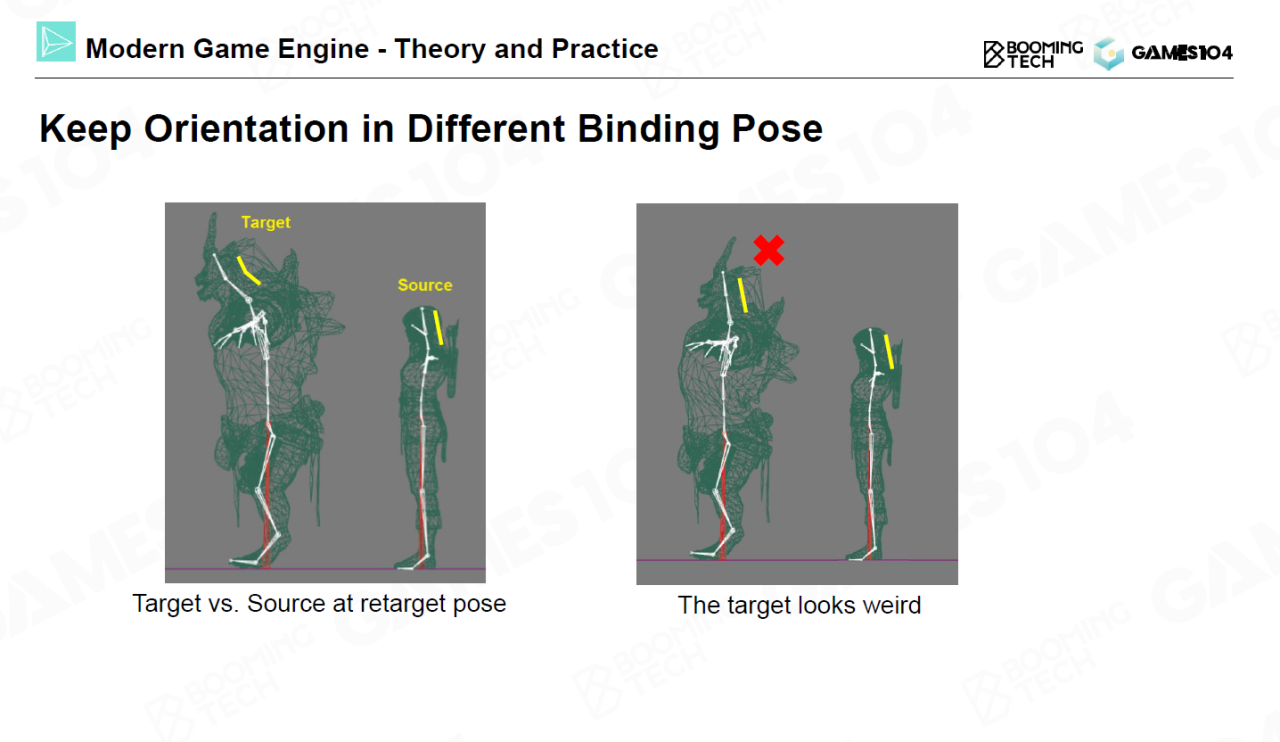 Modern Game Engine - Theory and Practice
BOOMING
TECH
GAMES104
Keep Orientation in Different Binding Pose
Target
Source
Target vs. Source at retarget pose
The target looks weird